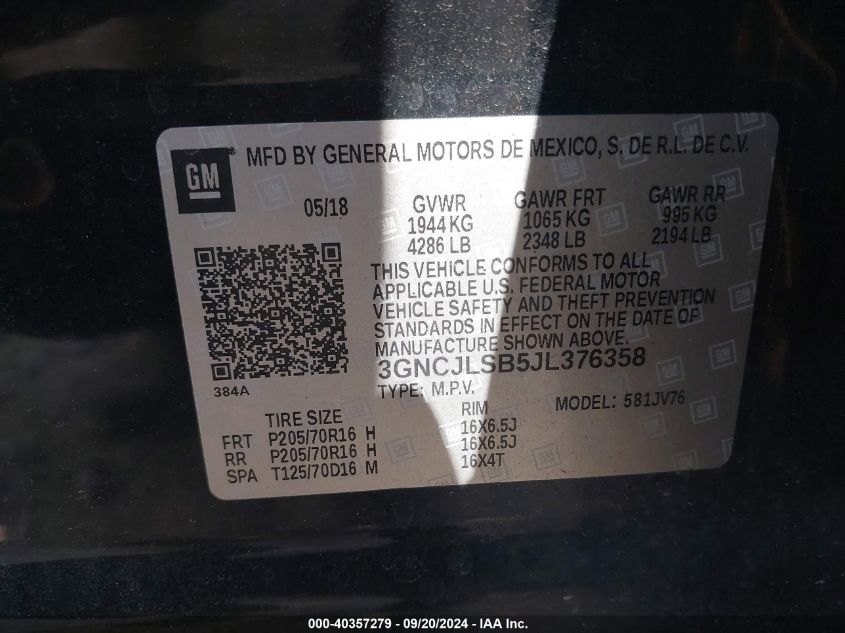 GM ® MFD BY GENERAL MOTORS DE MEXICO, S. DE R.L. DE C.V.
05/18 GVWR GAWR FRT GAWR RR
1944 KG 1065 KG 995 KG
4286 LB 2348 LB 2194 LB
THIS VEHICLE CONFORMS TO ALL
APPLICABLE U.S. FEDERAL MOTOR
VEHICLE SAFETY AND THEFT PREVENTION
STANDARDS IN EFFECT ON THE DATE OF
MANUFACTURE SHOWN ABOVE.
3GNCJLSB5JL376358
384A TYPE: M.P.V. MODEL: 581JV76
TIRE SIZE RIM
FRT P205/70R16 H 16X6.5J
RR P205/70R16 H 16X6.5J
SPA T125/70D16 M 16X4T
000-40357279 - 09/20/2024 - IAA Inc.